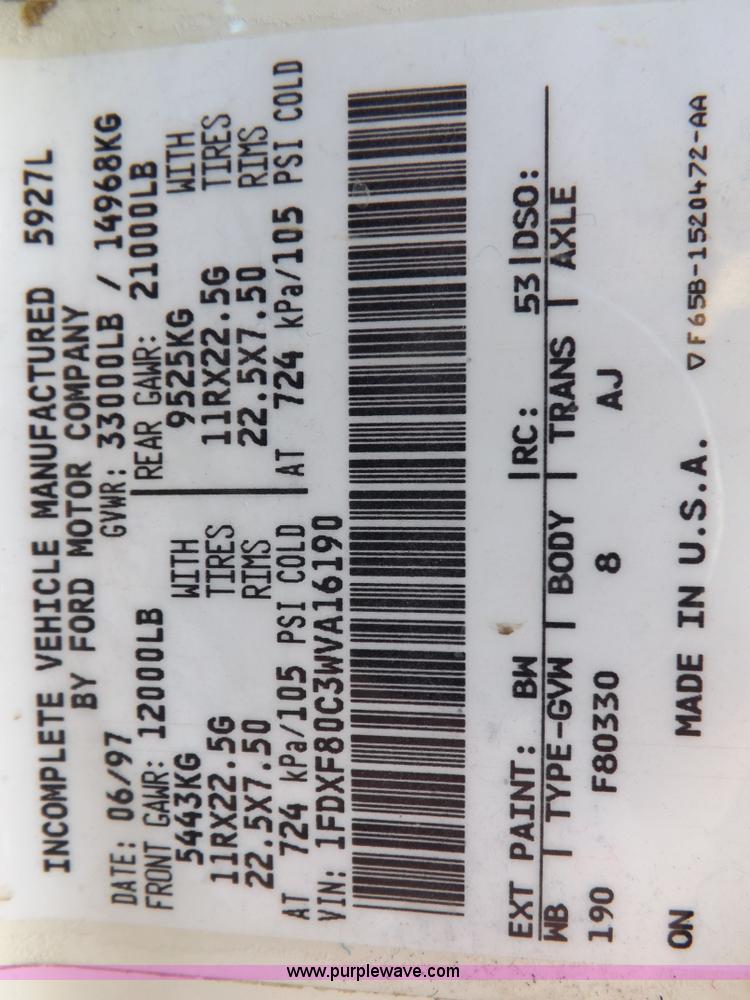 INCOMPLETE VEHICLE MANUFACTURED 5927L
BY FORD MOTOR COMPANY
DATE: 06/97 GVWR: 33000LB / 14968KG
FRONT GAWR: 12000LB REAR GAWR: 21000LB
5443KG WITH 9525KG WITH
11RX22.5G TIRES 11RX22.5G TIRES
22.5X7.50 RIMS 22.5X7.50 RIMS
AT 724 kPa/105 PSI COLD AT 724 kPa/105 PSI COLD
VIN: 1FDXF80C3WVA16190
EXT PAINT: BW RC: 53 DSO:
WB TYPE-GVW BODY TRANS AXLE
190 F80330 8 AJ
ON MADE IN U.S.A. ▽F65B-1520472-AA
www.purplewave.com